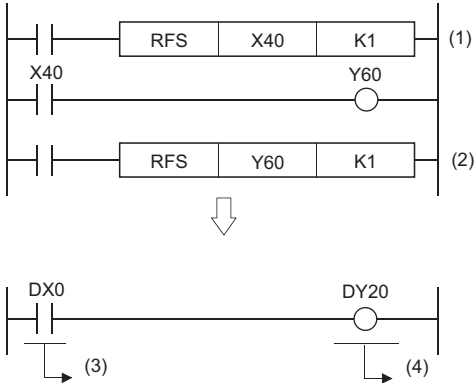 RFS X40 K1 (1)
X40 Y60
RFS Y60 K1 (2)
DX0 DY20
(3) (4)